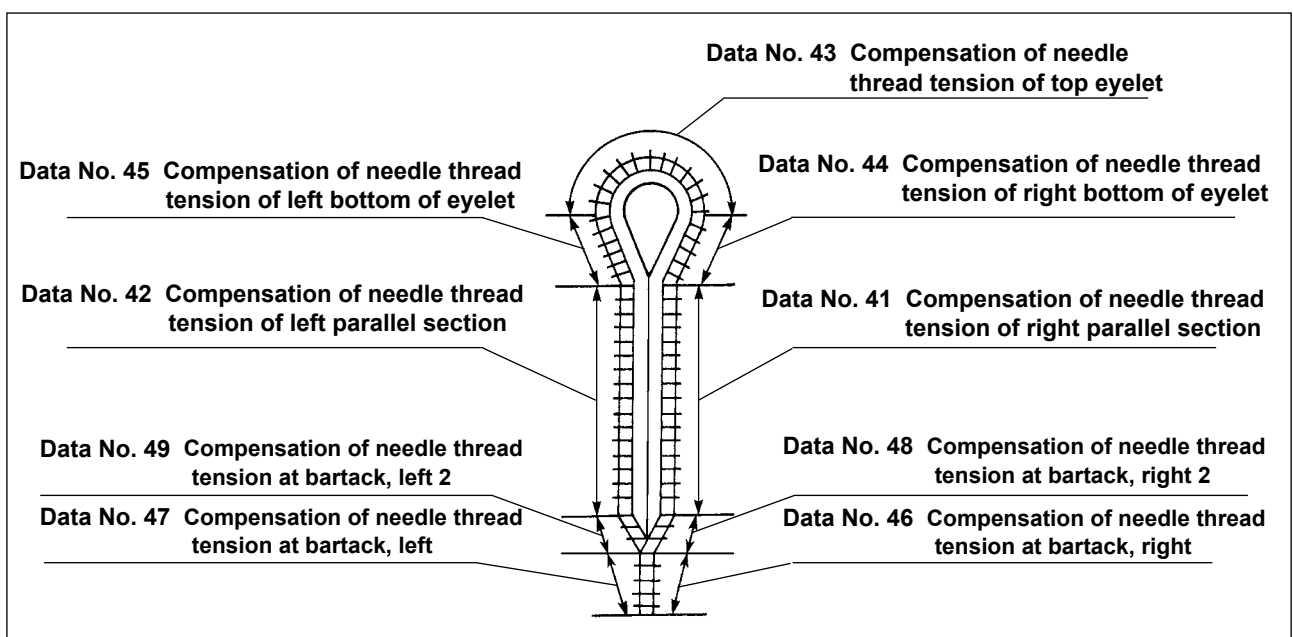 Data No. 43 Compensation of needle
thread tension of top eyelet
Data No. 45 Compensation of needle thread
tension of left bottom of eyelet
Data No. 44 Compensation of needle thread
tension of right bottom of eyelet
Data No. 42 Compensation of needle thread
tension of left parallel section
Data No. 41 Compensation of needle thread
tension of right parallel section
Data No. 49 Compensation of needle thread
tension at bartack, left 2
Data No. 48 Compensation of needle thread
tension at bartack, right 2
Data No. 47 Compensation of needle thread
tension at bartack, left
Data No. 46 Compensation of needle thread
tension at bartack, right